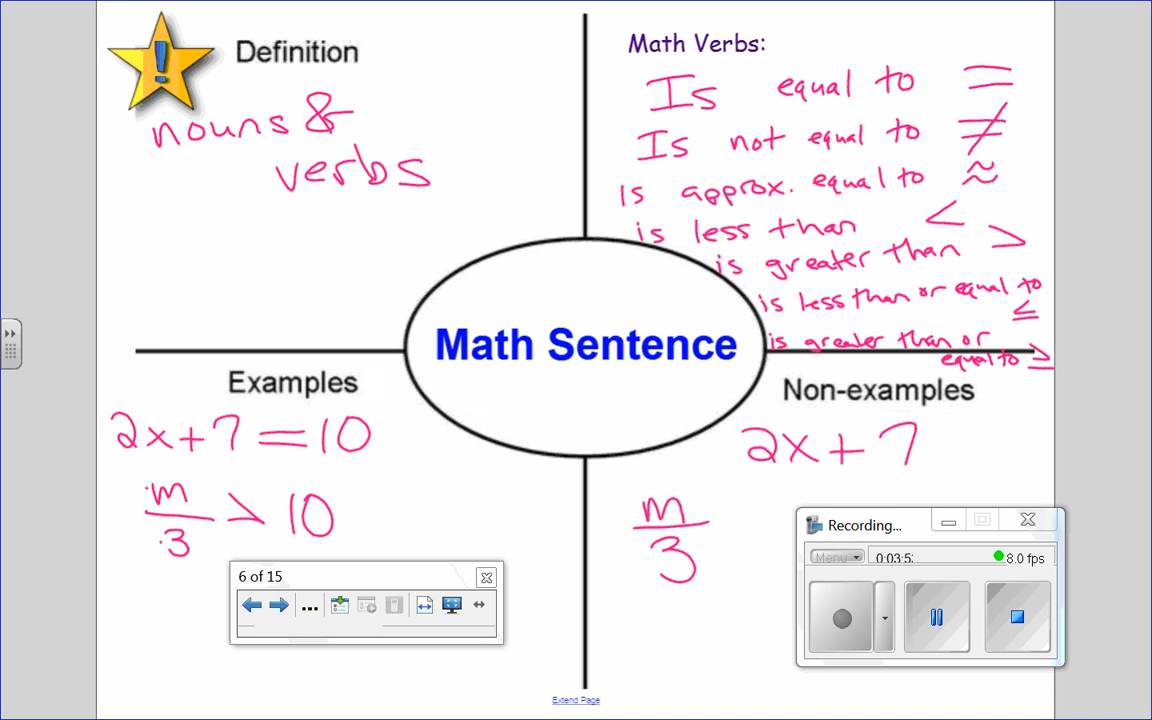 !
Definition
nouns &
verbs
Math Verbs:
Is equal to =
Is not equal to ≠
is approx. equal to ≈
is less than <
is greater than >
is less than or equal to
≤
is greater than or
equal to ≥
Math Sentence
Examples
2x+7=10
m/3 > 10
Non-examples
2x+7
m/3
6 of 15
...
Recording...
Menu
0:03:5
8.0 fps
Extend Page